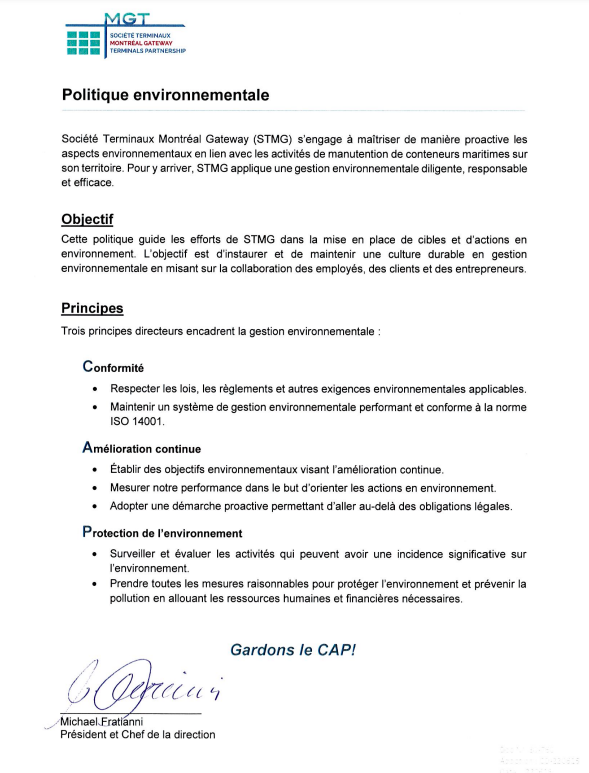 MGT
SOCIÉTÉ TERMINAUX
MONTRÉAL GATEWAY
TERMINALS PARTNERSHIP
Politique environnementale
Société Terminaux Montréal Gateway (STMG) s’engage à maîtriser de manière proactive les
aspects environnementaux en lien avec les activités de manutention de conteneurs maritimes sur
son territoire. Pour y arriver, STMG applique une gestion environnementale diligente, responsable
et efficace.
Objectif
Cette politique guide les efforts de STMG dans la mise en place de cibles et d’actions en
environnement. L’objectif est d’instaurer et de maintenir une culture durable en gestion
environnementale en misant sur la collaboration des employés, des clients et des entrepreneurs.
Principes
Trois principes directeurs encadrent la gestion environnementale :
Conformité
• Respecter les lois, les règlements et autres exigences environnementales applicables.
• Maintenir un système de gestion environnementale performant et conforme à la norme
ISO 14001.
Amélioration continue
• Établir des objectifs environnementaux visant l’amélioration continue.
• Mesurer notre performance dans le but d’orienter les actions en environnement.
• Adopter une démarche proactive permettant d’aller au-delà des obligations légales.
Protection de l’environnement
• Surveiller et évaluer les activités qui peuvent avoir une incidence significative sur
l’environnement.
• Prendre toutes les mesures raisonnables pour protéger l’environnement et prévenir la
pollution en allouant les ressources humaines et financières nécessaires.
Gardons le CAP!
Michael Fratianni
Président et Chef de la direction